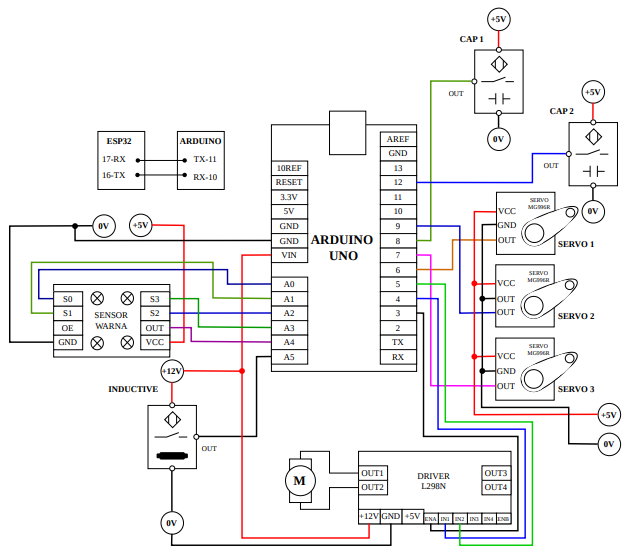 +5V
CAP 1
OUT
0V
+5V
CAP 2
OUT
0V
ESP32
17-RX
16-TX
ARDUINO
TX-11
RX-10
0V
+5V
ARDUINO
UNO
10REF
RESET
3.3V
5V
GND
GND
VIN
A0
A1
A2
A3
A4
A5
AREF
GND
13
12
11
10
9
8
7
6
5
4
3
2
TX
RX
S0
S1
OE
GND
SENSOR
WARNA
S3
S2
OUT
VCC
SERVO
MG996R
VCC
GND
OUT
SERVO 1
SERVO
MG996R
VCC
OUT
OUT
SERVO 2
SERVO
MG996R
VCC
GND
OUT
SERVO 3
+5V
0V
+12V
INDUCTIVE
OUT
0V
M
OUT1
OUT2
DRIVER
L298N
OUT3
OUT4
+12V
GND
+5V
ENA
IN1
IN2
IN3
IN4
ENB